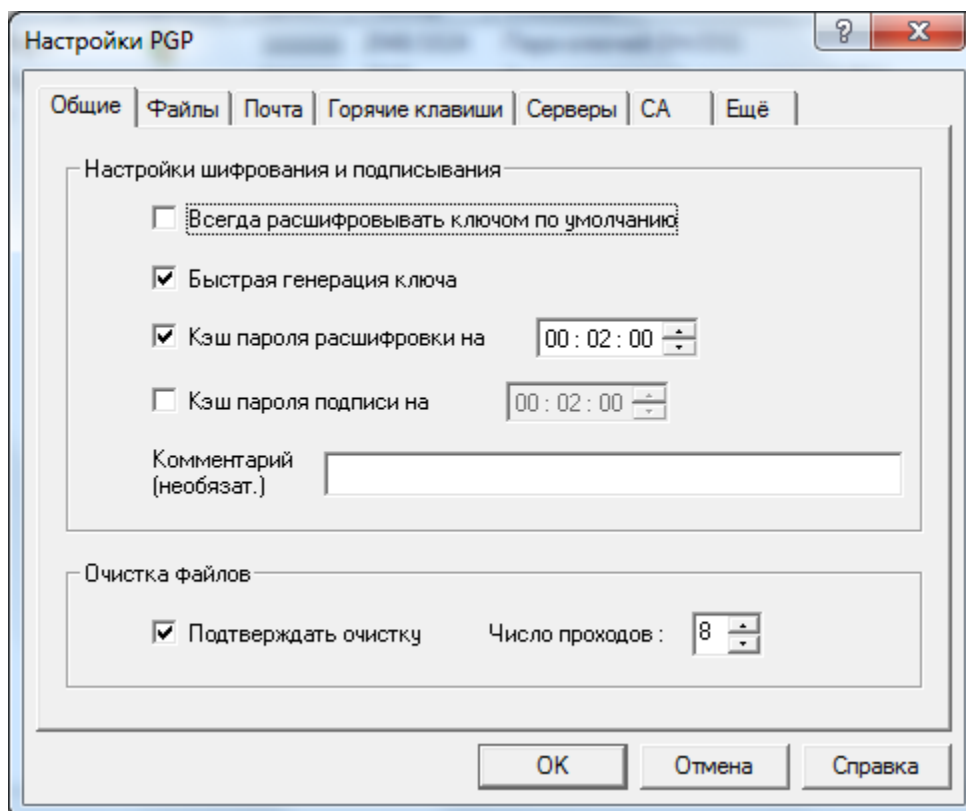 Настройки PGP
Общие Файлы Почта Горячие клавиши Серверы CA Ещё
Настройки шифрования и подписывания
Всегда расшифровывать ключом по умолчанию
Быстрая генерация ключа
Кэш пароля расшифровки на 00 : 02 : 00
Кэш пароля подписи на 00 : 02 : 00
Комментарий
(необязат.)
Очистка файлов
Подтверждать очистку Число проходов : 8
OK Отмена Справка